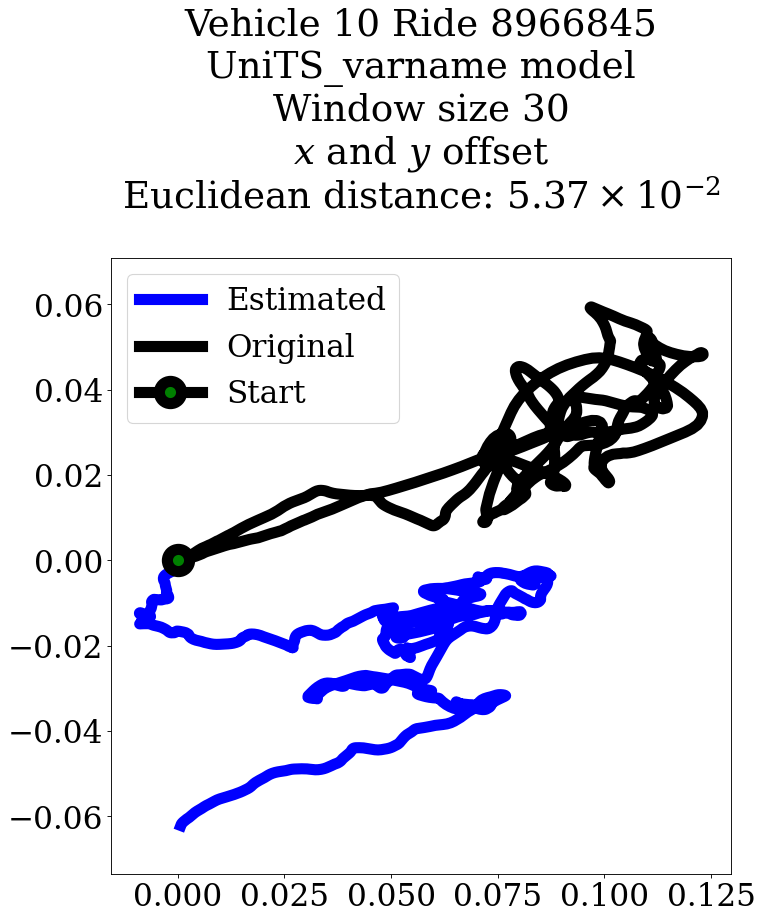 Vehicle 10 Ride 8966845
UniTS_varname model
Window size 30
x and y offset
Euclidean distance: 5.37 × 10⁻²
Estimated
Original
Start
0.06
0.04
0.02
0.00
−0.02
−0.04
−0.06
0.000 0.025 0.050 0.075 0.100 0.125